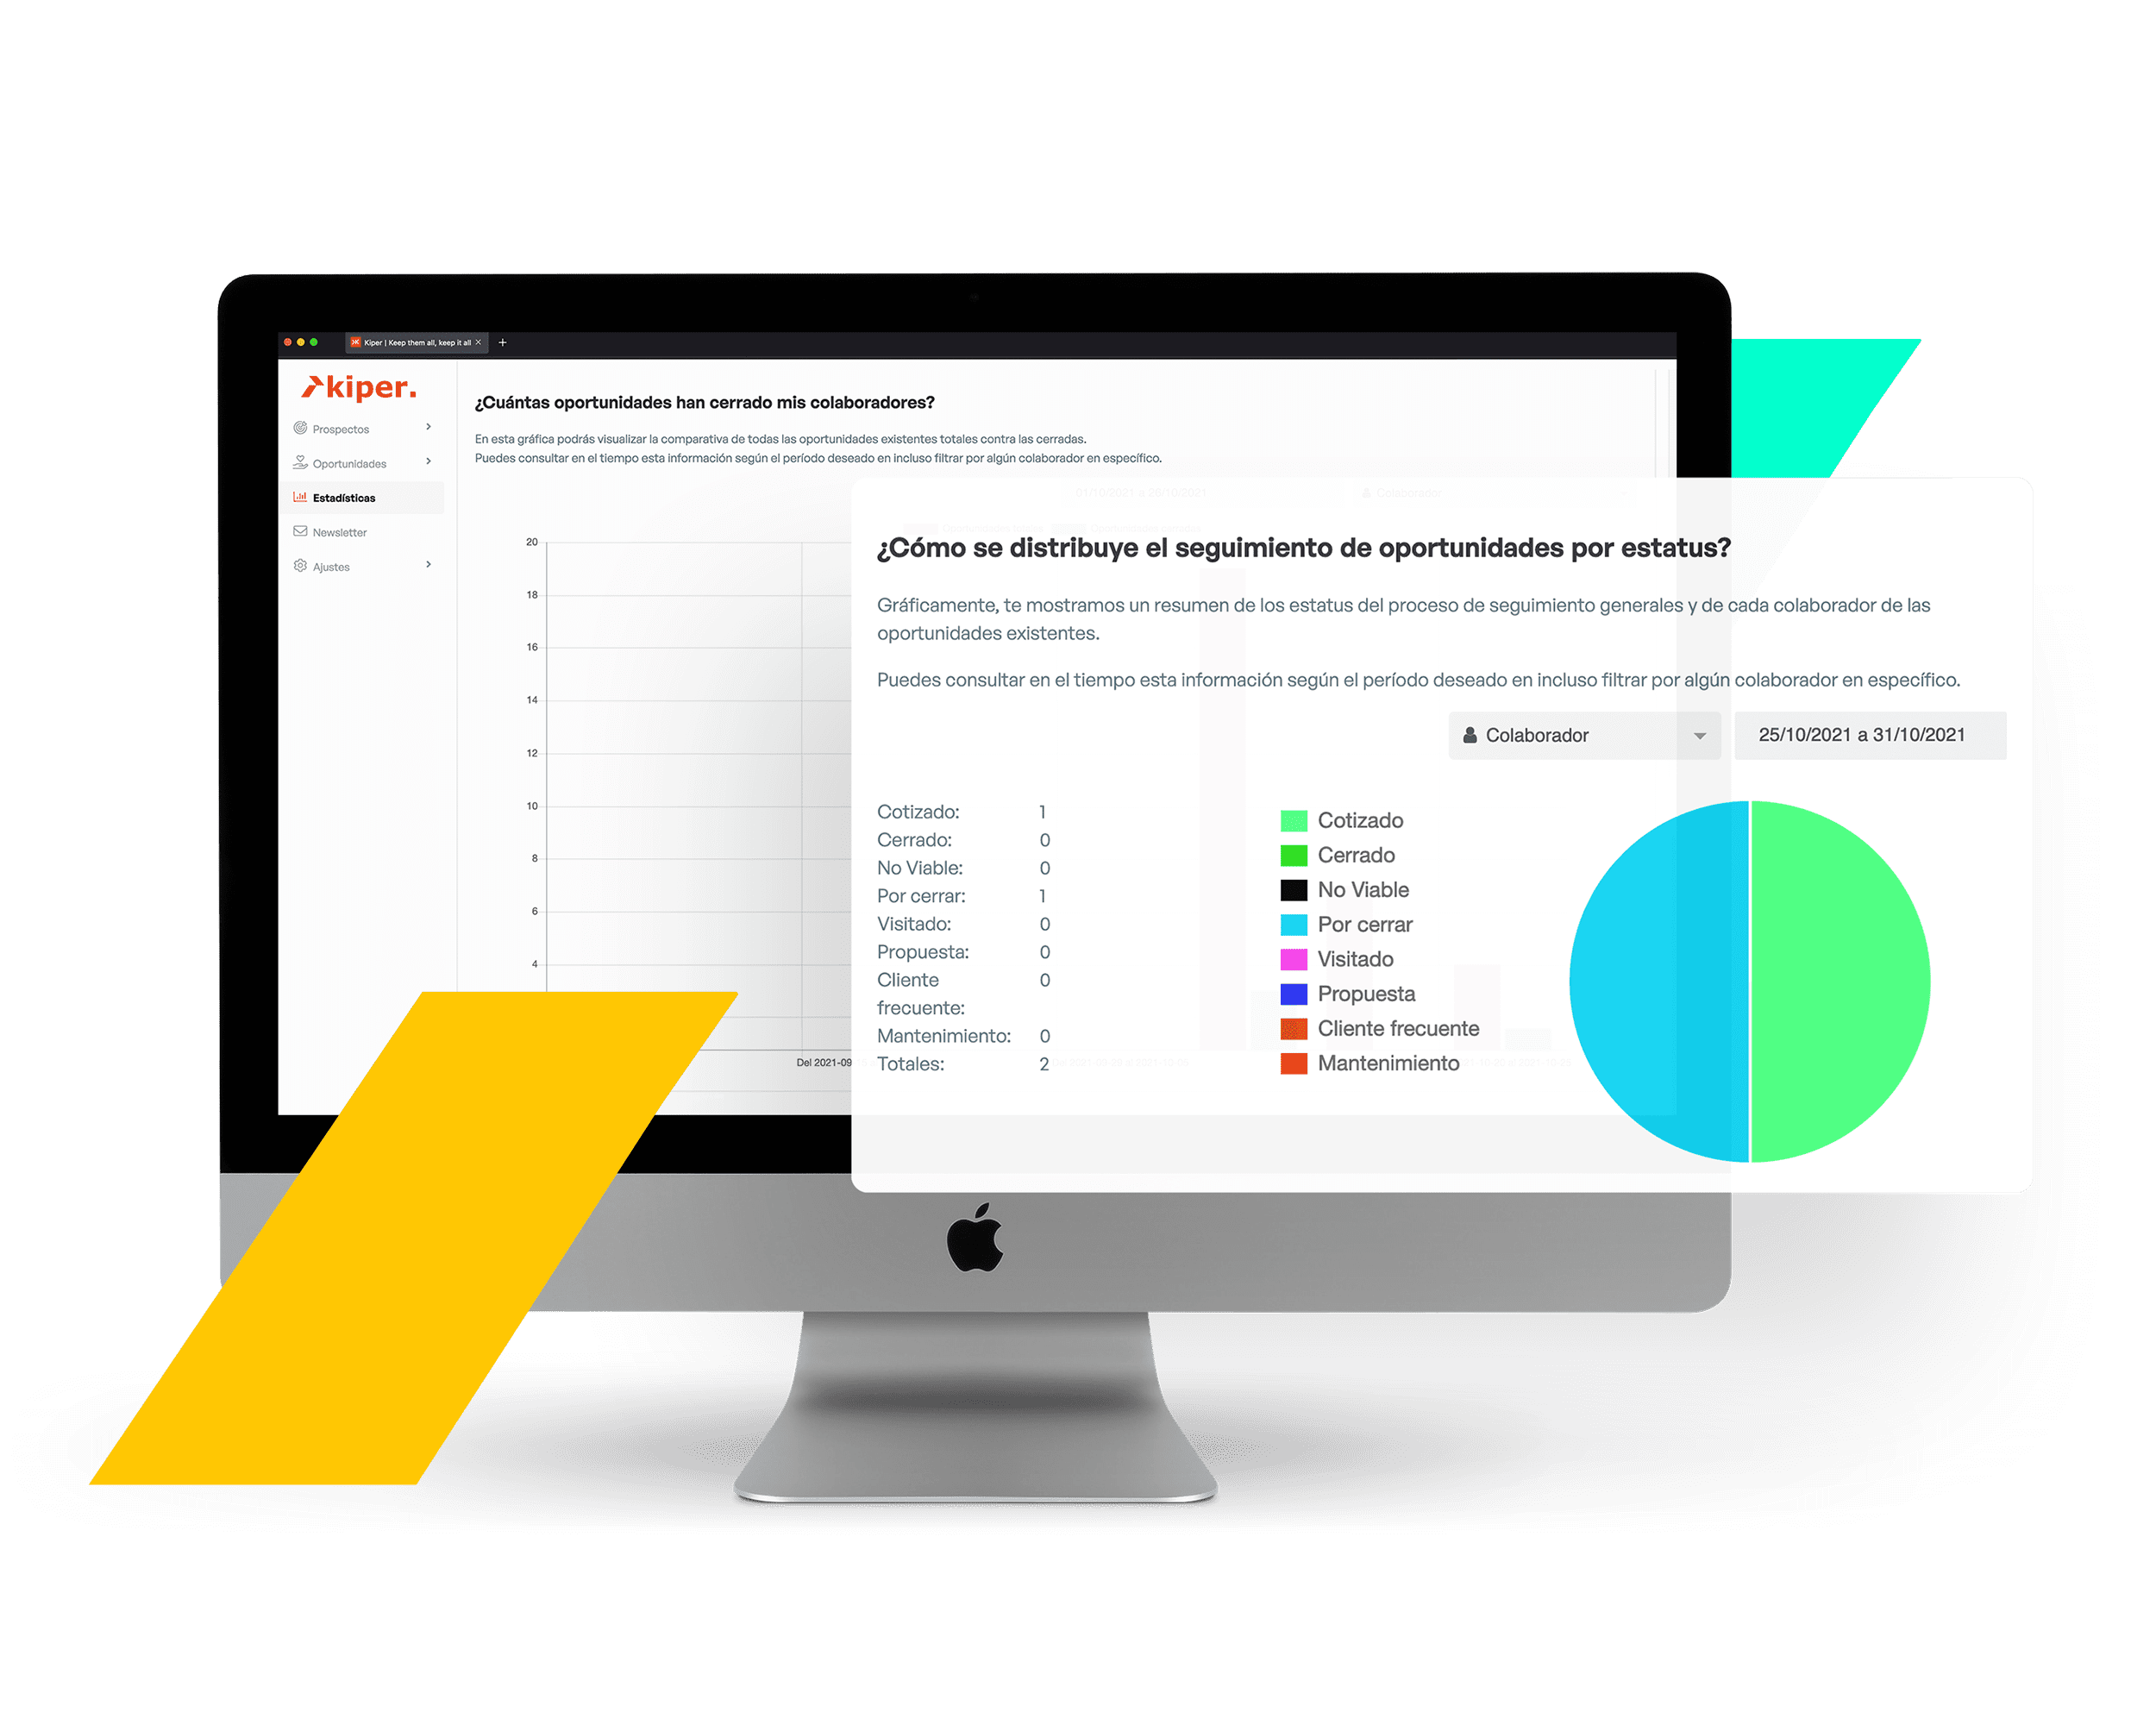 Kiper | Keep them all, keep it all
kiper.
Prospectos
Oportunidades
Estadísticas
Newsletter
Ajustes
¿Cuántas oportunidades han cerrado mis colaboradores?
En esta gráfica podrás visualizar la comparativa de todas las oportunidades existentes totales contra las cerradas.
Puedes consultar en el tiempo esta información según el período deseado en incluso filtrar por algún colaborador en específico.
01/10/2021 a 26/10/2021
Colaborador
20
18
16
14
12
10
8
6
4
Del 2021-09
¿Cómo se distribuye el seguimiento de oportunidades por estatus?
Gráficamente, te mostramos un resumen de los estatus del proceso de seguimiento generales y de cada colaborador de las
oportunidades existentes.
Puedes consultar en el tiempo esta información según el período deseado en incluso filtrar por algún colaborador en específico.
Colaborador
25/10/2021 a 31/10/2021
Cotizado: 1
Cerrado: 0
No Viable: 0
Por cerrar: 1
Visitado: 0
Propuesta: 0
Cliente 0
frecuente:
Mantenimiento: 0
Totales: 2
Cotizado
Cerrado
No Viable
Por cerrar
Visitado
Propuesta
Cliente frecuente
Mantenimiento